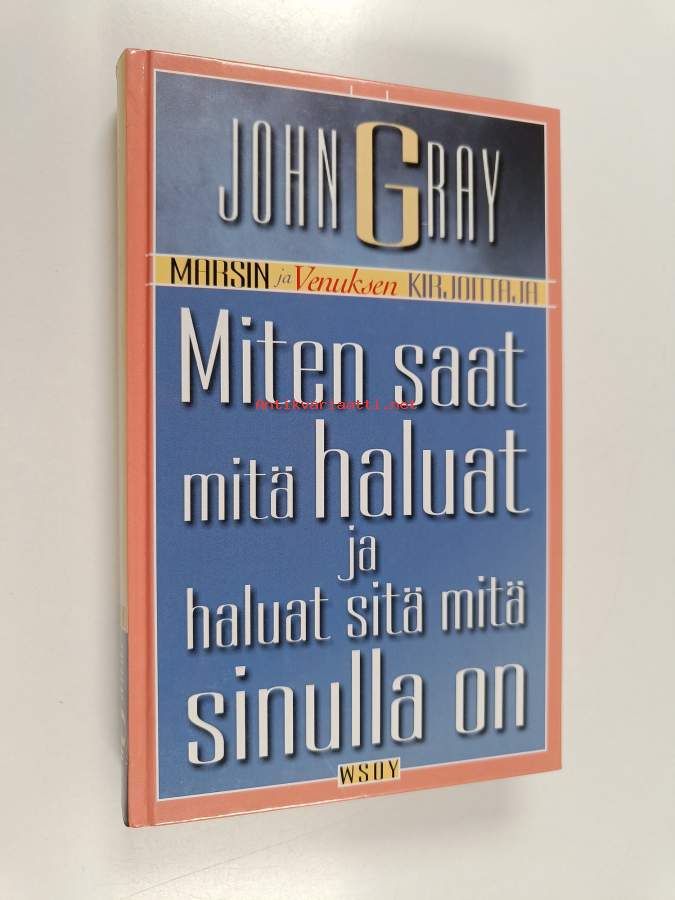 JOHN GRAY
MARSIN ja Venuksen KIRJOITTAJA
Miten saat
Antikvariaatti.net
mitä haluat
ja
haluat sitä mitä
sinulla on
WSOY